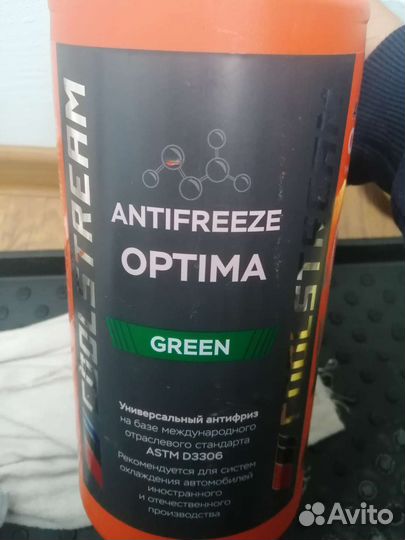 ANTIFREEZE
OPTIMA
GREEN
Универсальный антифриз
на базе международного
отраслевого стандарта
ASTM D3306
Рекомендуется для систем
охлаждения автомобилей
иностранного
и отечественного
производства
Avito